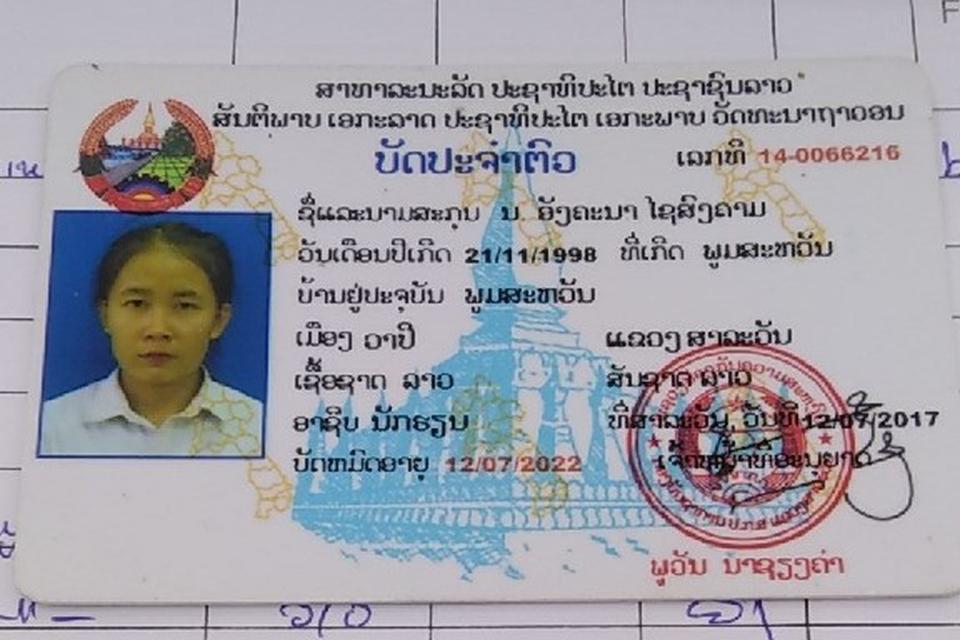 ສາທາລະນະລັດ ປະຊາທິປະໄຕ ປະຊາຊົນລາວ
ສັນຕິພາບ ເອກະລາດ ປະຊາທິປະໄຕ ເອກະພາບ ວັດທະນາຖາວອນ
ບັດປະຈຳຕົວ ເລກທີ 14-0066216
ຊື່ແລະນາມສະກຸນ ນ ອັງຄະນາ ໄຊສົງຄາມ
ວັນເດືອນປີເກີດ 21/11/1998 ທີ່ເກີດ ພູມສະຫວັນ
ບ້ານຢູ່ປະຈຸບັນ ພູມສະຫວັນ
ເມືອງ ວາປີ ແຂວງ ສາລະວັນ
ເຊື້ອຊາດ ລາວ ສັນຊາດ ລາວ
ອາຊີບ ນັກຮຽນ ທີ່ສາລະວັນ, ວັນທີ 12/07/2017
ບັດຫມົດອາຍຸ 12/07/2022 ເຈົ້າຫນ້າທີ່ອະນຸຍາດ
ພູວັນ ນາຊຽງຄຳ